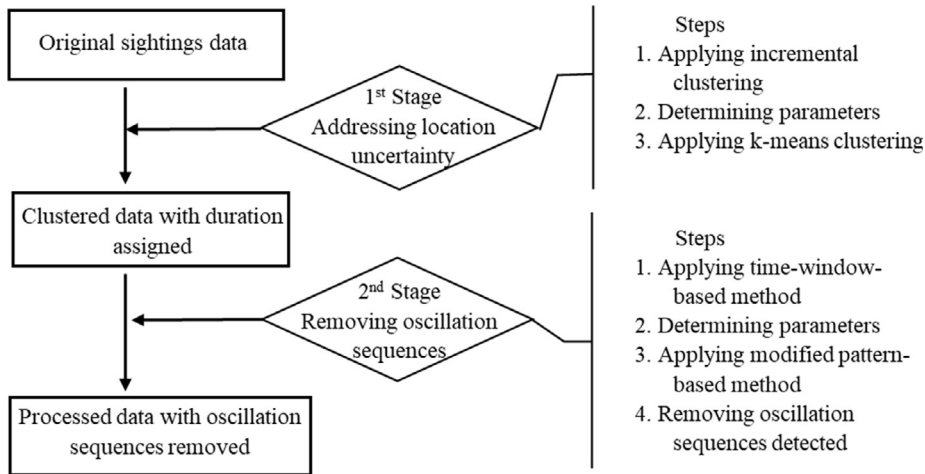 Original sightings data
1st Stage
Addressing location
uncertainty
Steps
1. Applying incremental
clustering
2. Determining parameters
3. Applying k-means clustering
Clustered data with duration
assigned
2nd Stage
Removing oscillation
sequences
Steps
1. Applying time-window-
based method
2. Determining parameters
3. Applying modified pattern-
based method
4. Removing oscillation
sequences detected
Processed data with oscillation
sequences removed